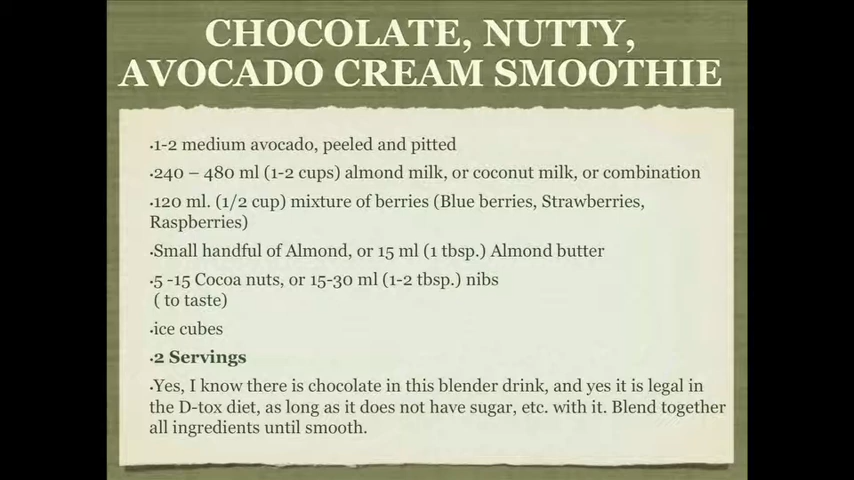 CHOCOLATE, NUTTY,
AVOCADO CREAM SMOOTHIE
•1-2 medium avocado, peeled and pitted
•240 – 480 ml (1-2 cups) almond milk, or coconut milk, or combination
•120 ml. (1/2 cup) mixture of berries (Blue berries, Strawberries,
Raspberries)
•Small handful of Almond, or 15 ml (1 tbsp.) Almond butter
•5 -15 Cocoa nuts, or 15-30 ml (1-2 tbsp.) nibs
( to taste)
•ice cubes
•2 Servings
•Yes, I know there is chocolate in this blender drink, and yes it is legal in
the D-tox diet, as long as it does not have sugar, etc. with it. Blend together
all ingredients until smooth.